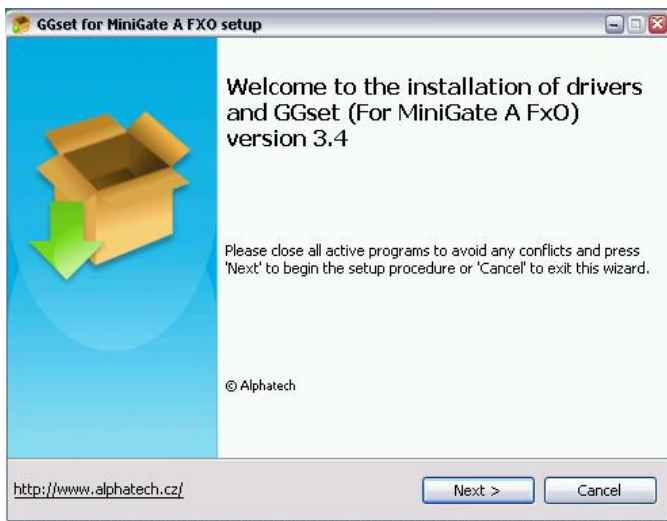 GGset for MiniGate A FXO setup
Welcome to the installation of drivers
and GGset (For MiniGate A FxO)
version 3.4
Please close all active programs to avoid any conflicts and press
'Next' to begin the setup procedure or 'Cancel' to exit this wizard.
© Alphatech
http://www.alphatech.cz/
Next >
Cancel